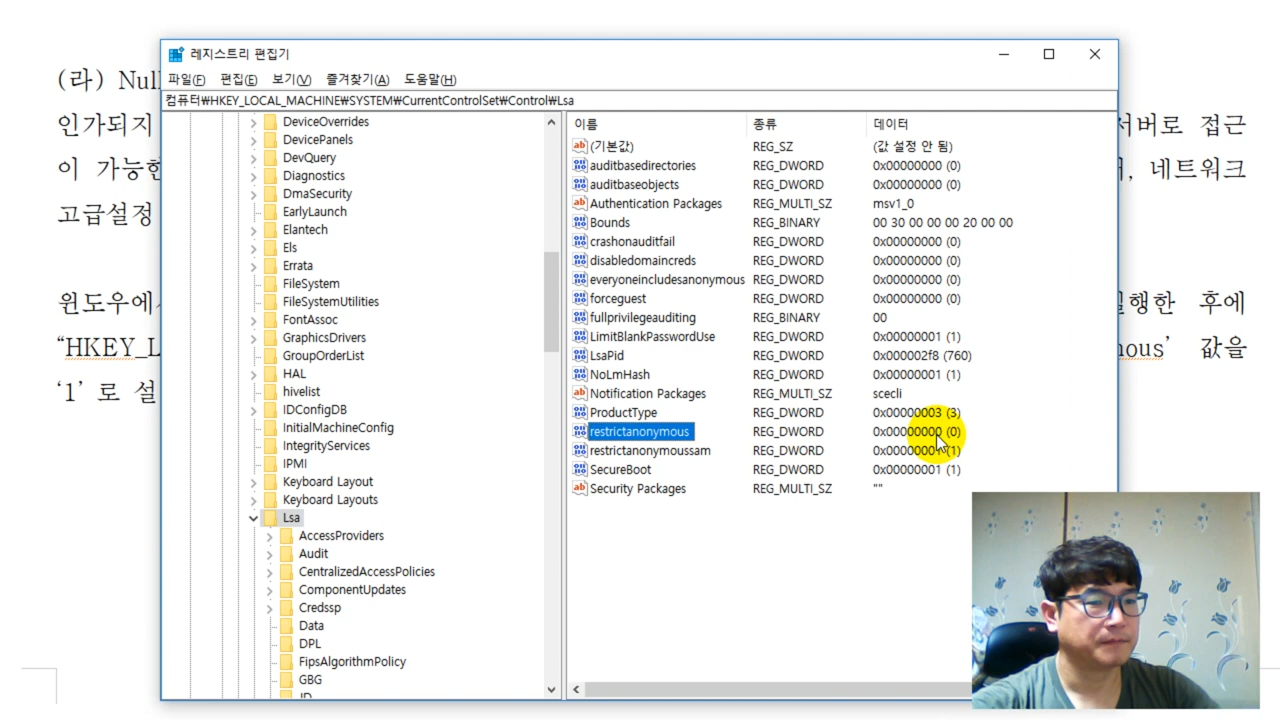 레지스트리 편집기
파일(F) 편집(E) 보기(V) 즐겨찾기(A) 도움말(H)
컴퓨터₩HKEY_LOCAL_MACHINE₩SYSTEM₩CurrentControlSet₩Control₩Lsa
(라) Null
인가되지
서버로 접근
이 가능한
네트워크
고급설정
윈도우에서
실행한 후에
“HKEY_L
mous’ 값을
‘1’ 로 설
DeviceOverrides
DevicePanels
DevQuery
Diagnostics
DmaSecurity
EarlyLaunch
Elantech
Els
Errata
FileSystem
FileSystemUtilities
FontAssoc
GraphicsDrivers
GroupOrderList
HAL
hivelist
IDConfigDB
InitialMachineConfig
IntegrityServices
IPMI
Keyboard Layout
Keyboard Layouts
Lsa
AccessProviders
Audit
CentralizedAccessPolicies
ComponentUpdates
Credssp
Data
DPL
FipsAlgorithmPolicy
GBG
JD
이름 종류 데이터
(기본값) REG_SZ (값 설정 안 됨)
auditbasedirectories REG_DWORD 0x00000000 (0)
auditbaseobjects REG_DWORD 0x00000000 (0)
Authentication Packages REG_MULTI_SZ msv1_0
Bounds REG_BINARY 00 30 00 00 00 20 00 00
crashonauditfail REG_DWORD 0x00000000 (0)
disabledomaincreds REG_DWORD 0x00000000 (0)
everyoneincludesanonymous REG_DWORD 0x00000000 (0)
forceguest REG_DWORD 0x00000000 (0)
fullprivilegeauditing REG_BINARY 00
LimitBlankPasswordUse REG_DWORD 0x00000001 (1)
LsaPid REG_DWORD 0x000002f8 (760)
NoLmHash REG_DWORD 0x00000001 (1)
Notification Packages REG_MULTI_SZ scecli
ProductType REG_DWORD 0x00000003 (3)
restrictanonymous REG_DWORD 0x00000000 (0)
restrictanonymoussam REG_DWORD 0x00000001 (1)
SecureBoot REG_DWORD 0x00000001 (1)
Security Packages REG_MULTI_SZ ""